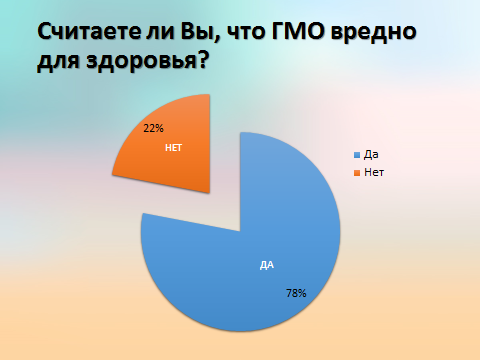 Считаете ли Вы, что ГМО вредно
для здоровья?
22%
НЕТ
Да
Нет
ДА
78%